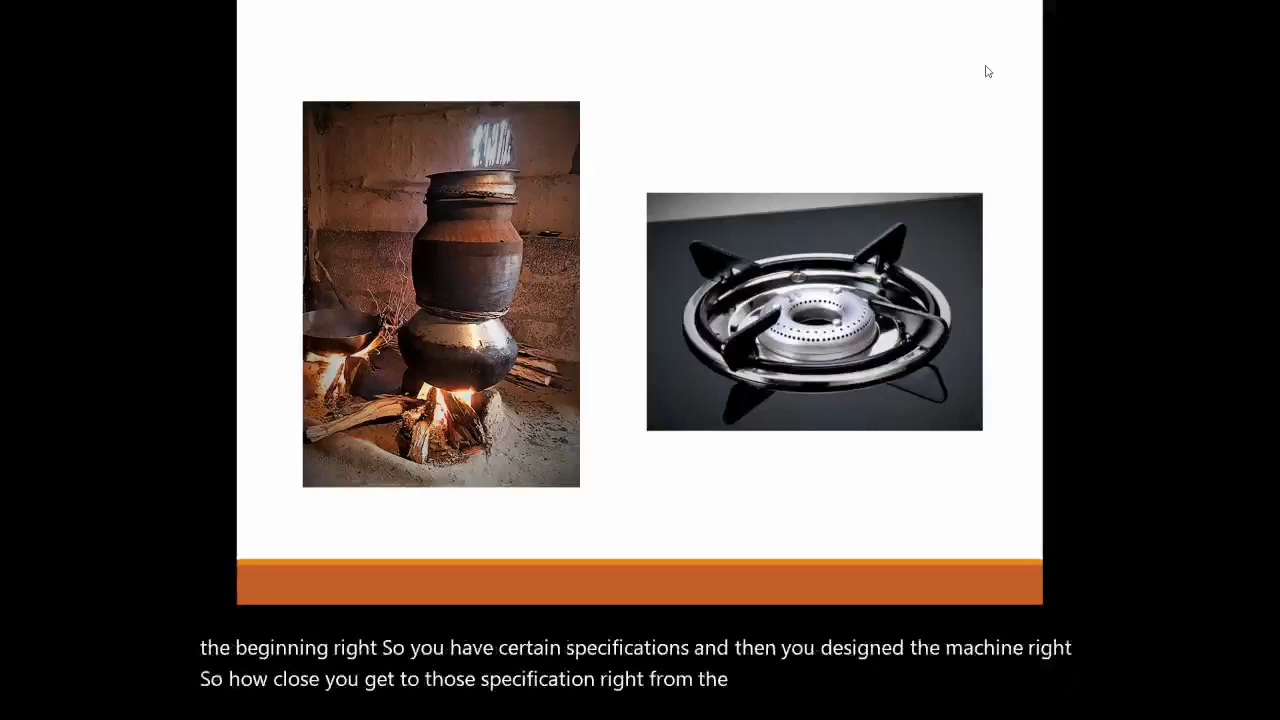 the beginning right So you have certain specifications and then you designed the machine right
So how close you get to those specification right from the